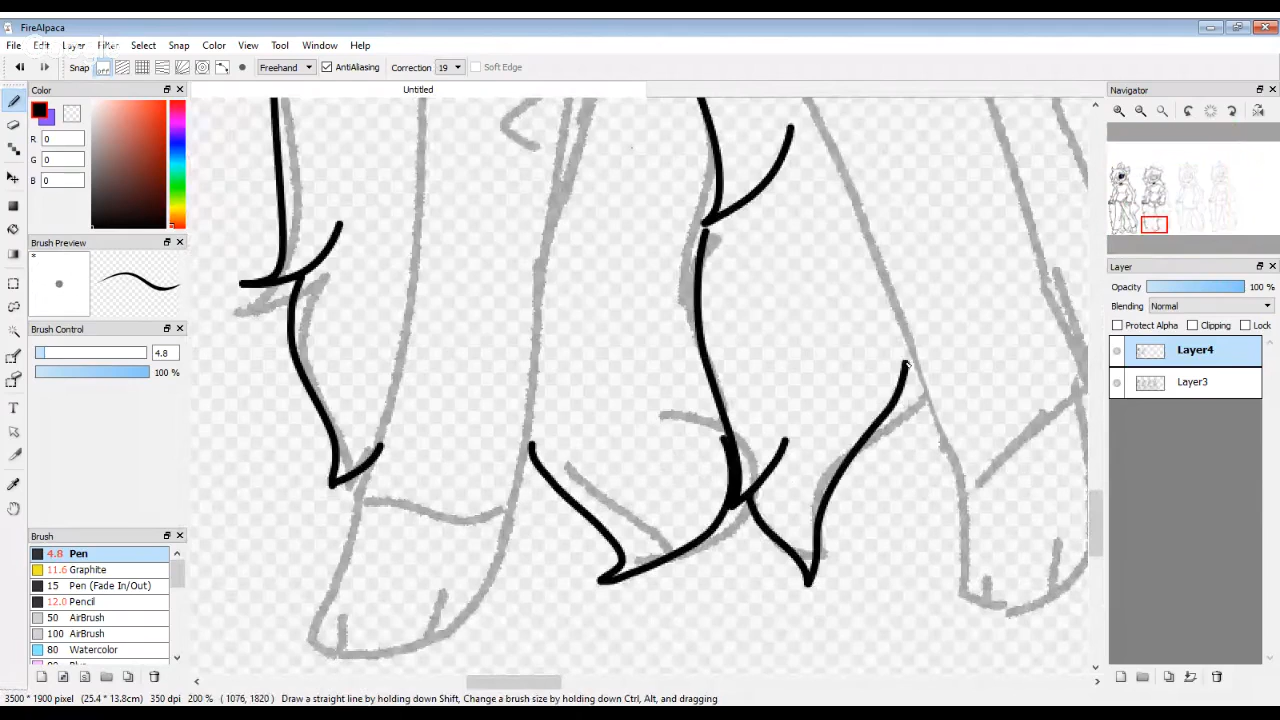 FireAlpaca
File Edit Layer Filter Select Snap Color View Tool Window Help
Snap OFF Freehand AntiAliasing Correction 19 Soft Edge
Color Untitled Navigator
R 0
G 0
B 0
Brush Preview
Layer
Opacity 100 %
Blending Normal
Brush Control
Protect Alpha Clipping Lock
4.8 Layer4
100 % Layer3
Brush
4.8 Pen
11.6 Graphite
15 Pen (Fade In/Out)
12.0 Pencil
50 AirBrush
100 AirBrush
80 Watercolor
3500 * 1900 pixel (25.4 * 13.8cm) 350 dpi 200 % ( 1076, 1820 ) Draw a straight line by holding down Shift, Change a brush size by holding down Ctrl, Alt, and dragging